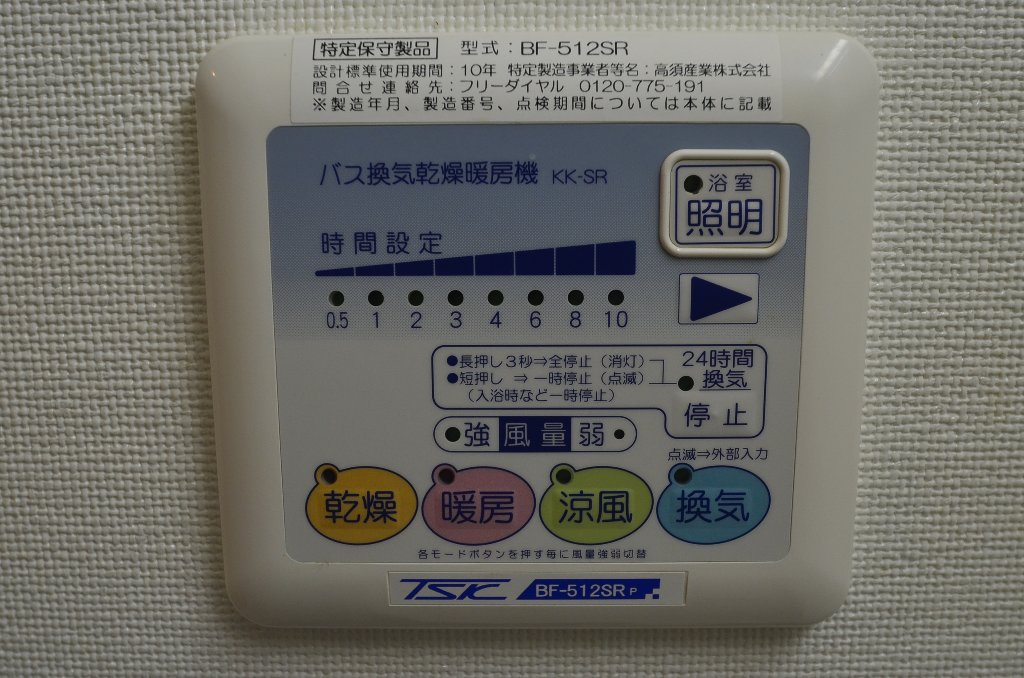 特定保守製品 型式：BF-512SR
設計標準使用期間：10年 特定製造事業者等名：高須産業株式会社
問合せ連絡先：フリーダイヤル 0120-775-191
※製造年月、製造番号、点検期間については本体に記載
バス換気乾燥暖房機 KK-SR
浴室
照明
時間設定
0.5 1 2 3 4 6 8 10
●長押し3秒⇒全停止（消灯）
●短押し ⇒一時停止（点滅）
（入浴時など一時停止）
24時間
換気
停止
強 風量 弱
点滅⇒外部入力
乾燥 暖房 涼風 換気
各モードボタンを押す毎に風量強弱切替
TSK BF-512SR P